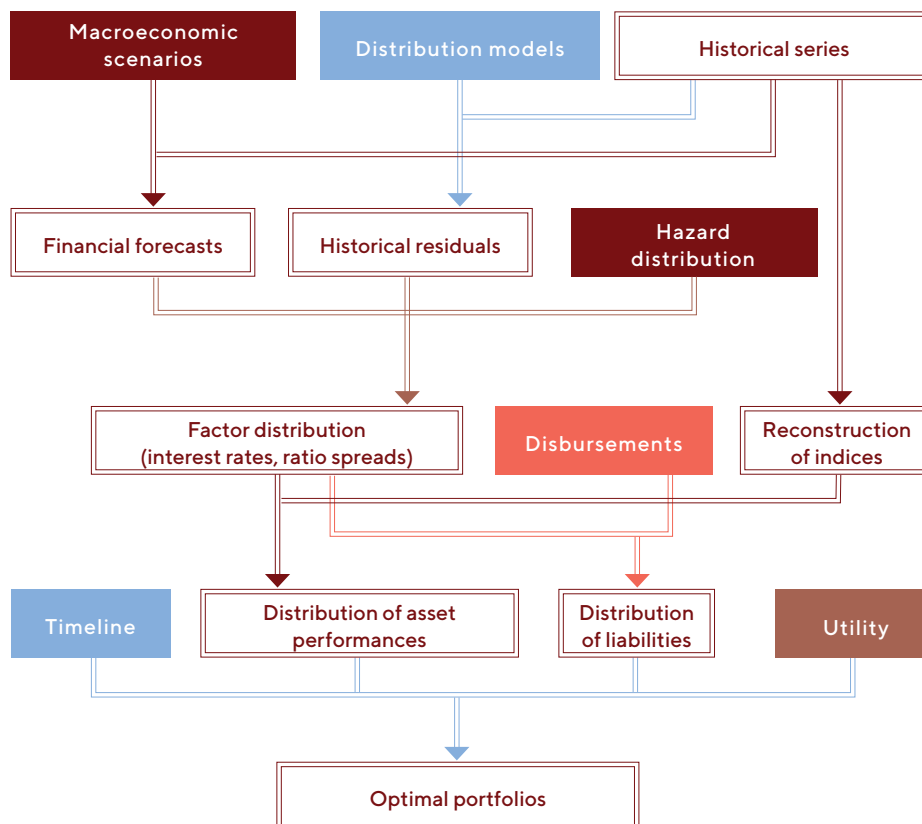 Macroeconomic
scenarios
Distribution models
Historical series
Financial forecasts
Historical residuals
Hazard
distribution
Factor distribution
(interest rates, ratio spreads)
Disbursements
Reconstruction
of indices
Timeline
Distribution of asset
performances
Distribution
of liabilities
Utility
Optimal portfolios